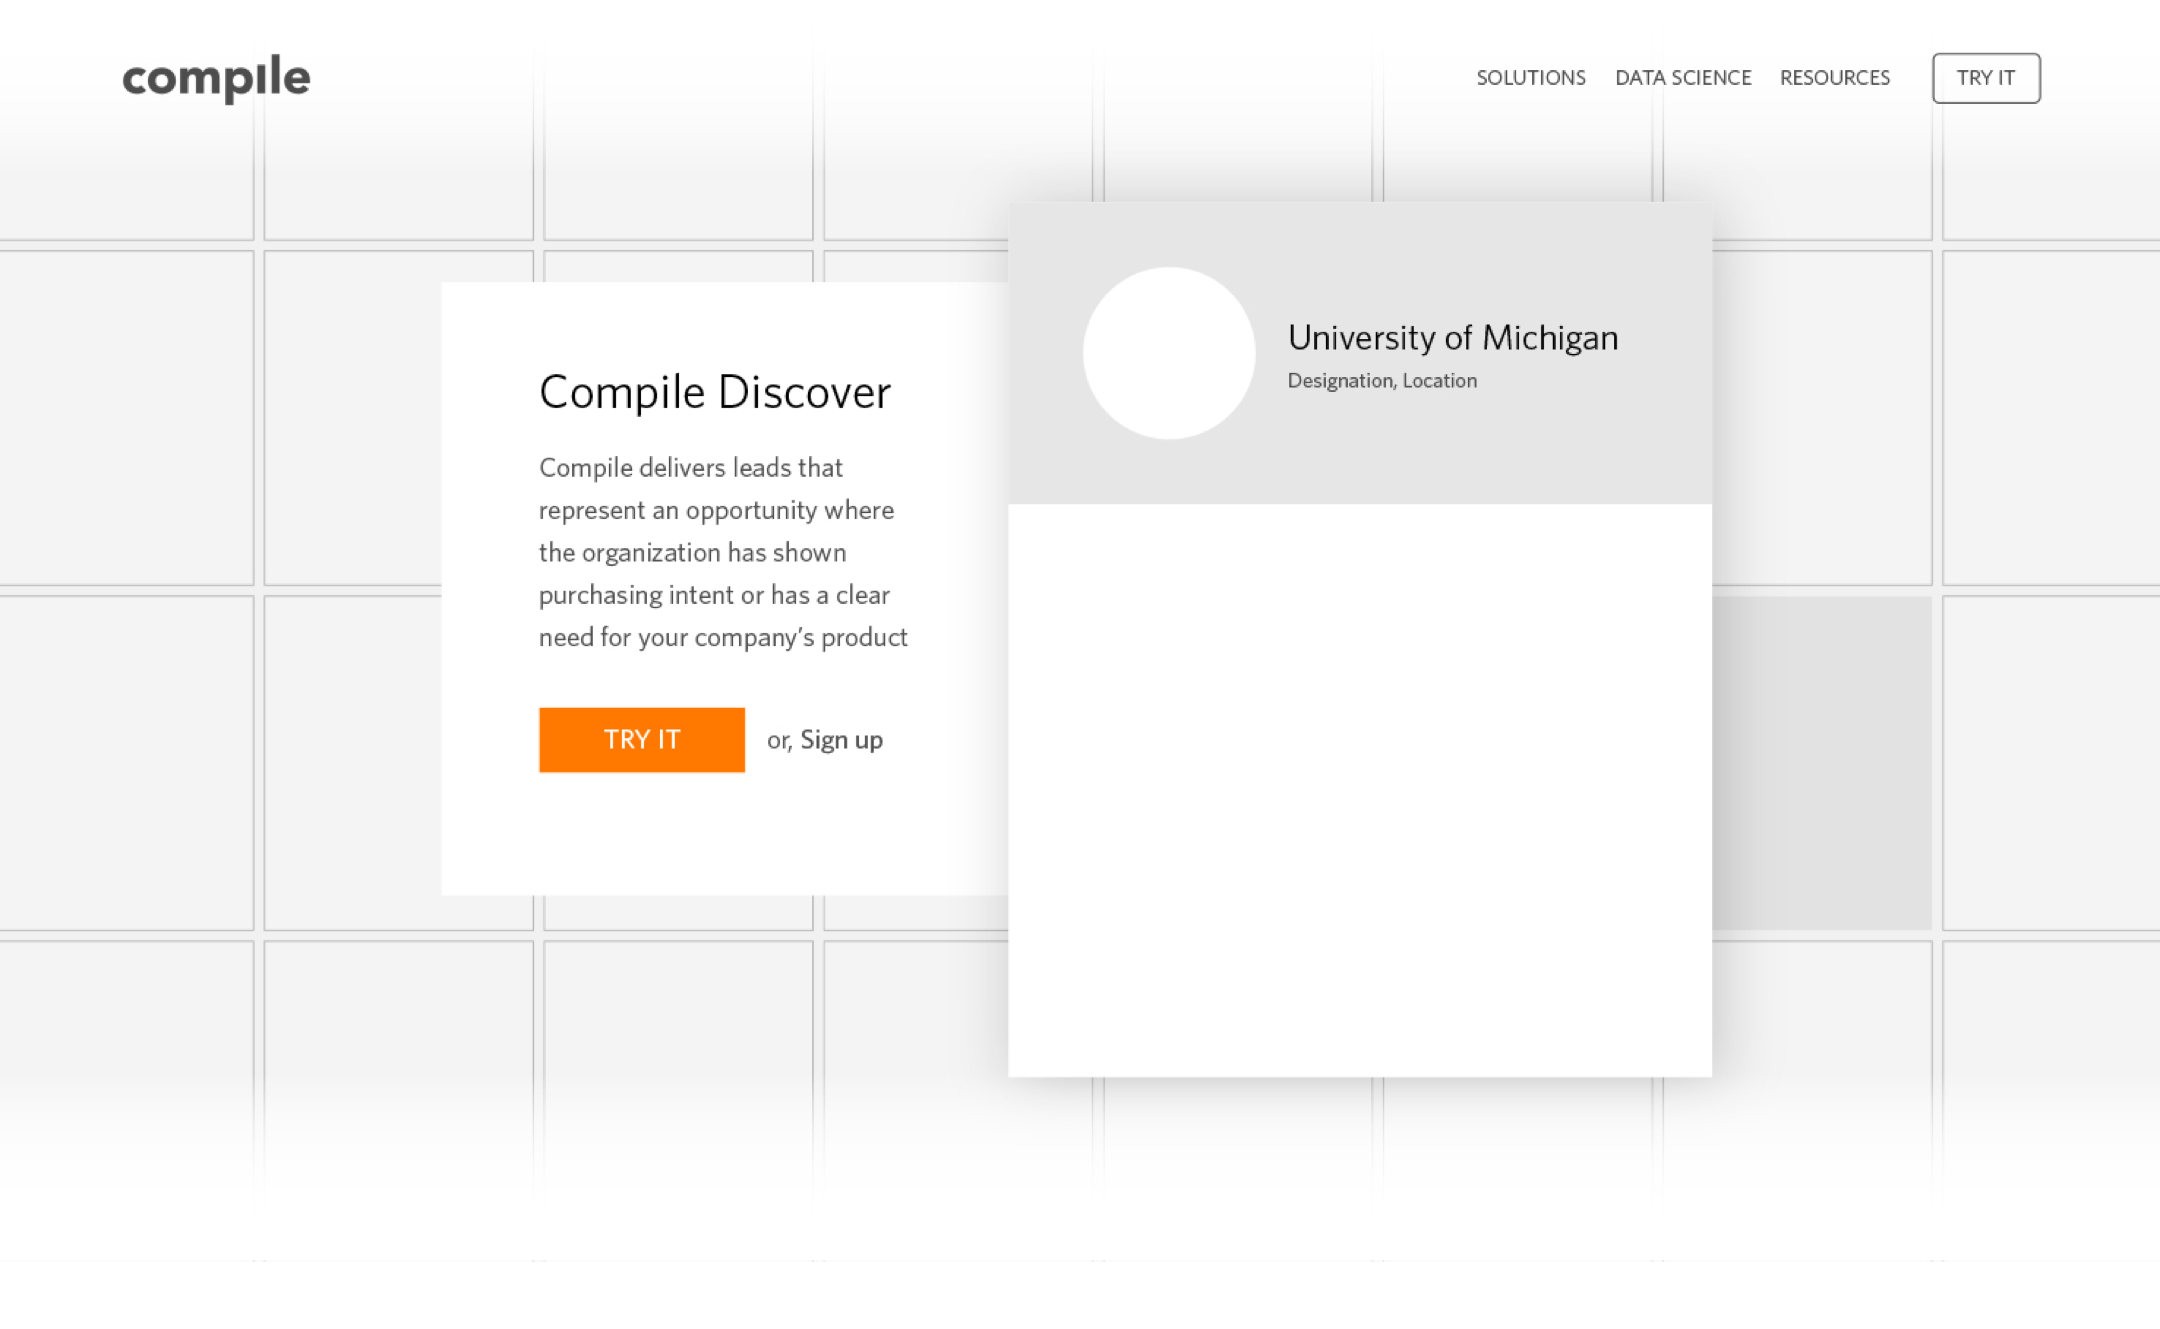 compile
SOLUTIONS
DATA SCIENCE
RESOURCES
TRY IT
Compile Discover
Compile delivers leads that
represent an opportunity where
the organization has shown
purchasing intent or has a clear
need for your company’s product
TRY IT
or, Sign up
University of Michigan
Designation, Location